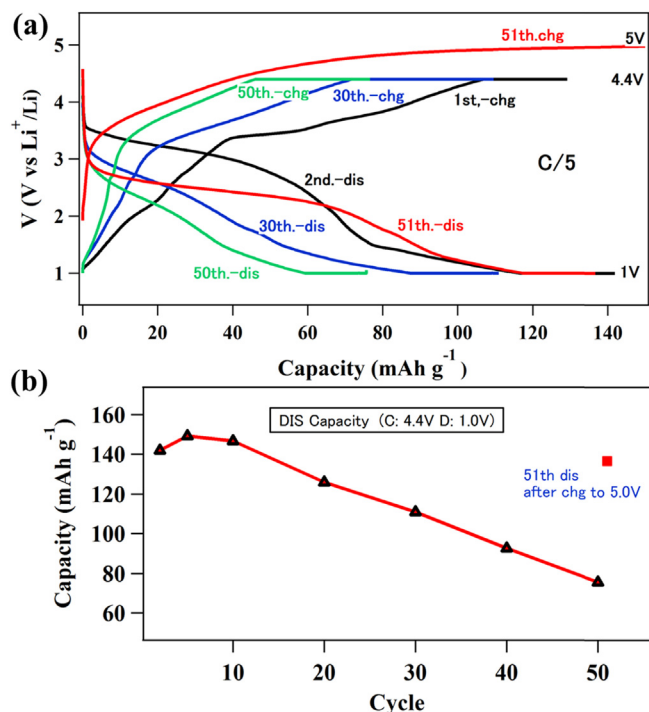 (a)
51th.chg
5V
5
50th.-chg
30th.-chg
1st,-chg
4.4V
4
C/5
3
2nd.-dis
2
30th.-dis
51th.-dis
50th.-dis
1
1V
V (V vs Li⁺/Li)
0 20 40 60 80 100 120 140
Capacity (mAh g⁻¹)
(b)
160
DIS Capacity (C: 4.4V D: 1.0V)
140
51th dis
after chg to 5.0V
120
100
80
60
Capacity (mAh g⁻¹)
10 20 30 40 50
Cycle